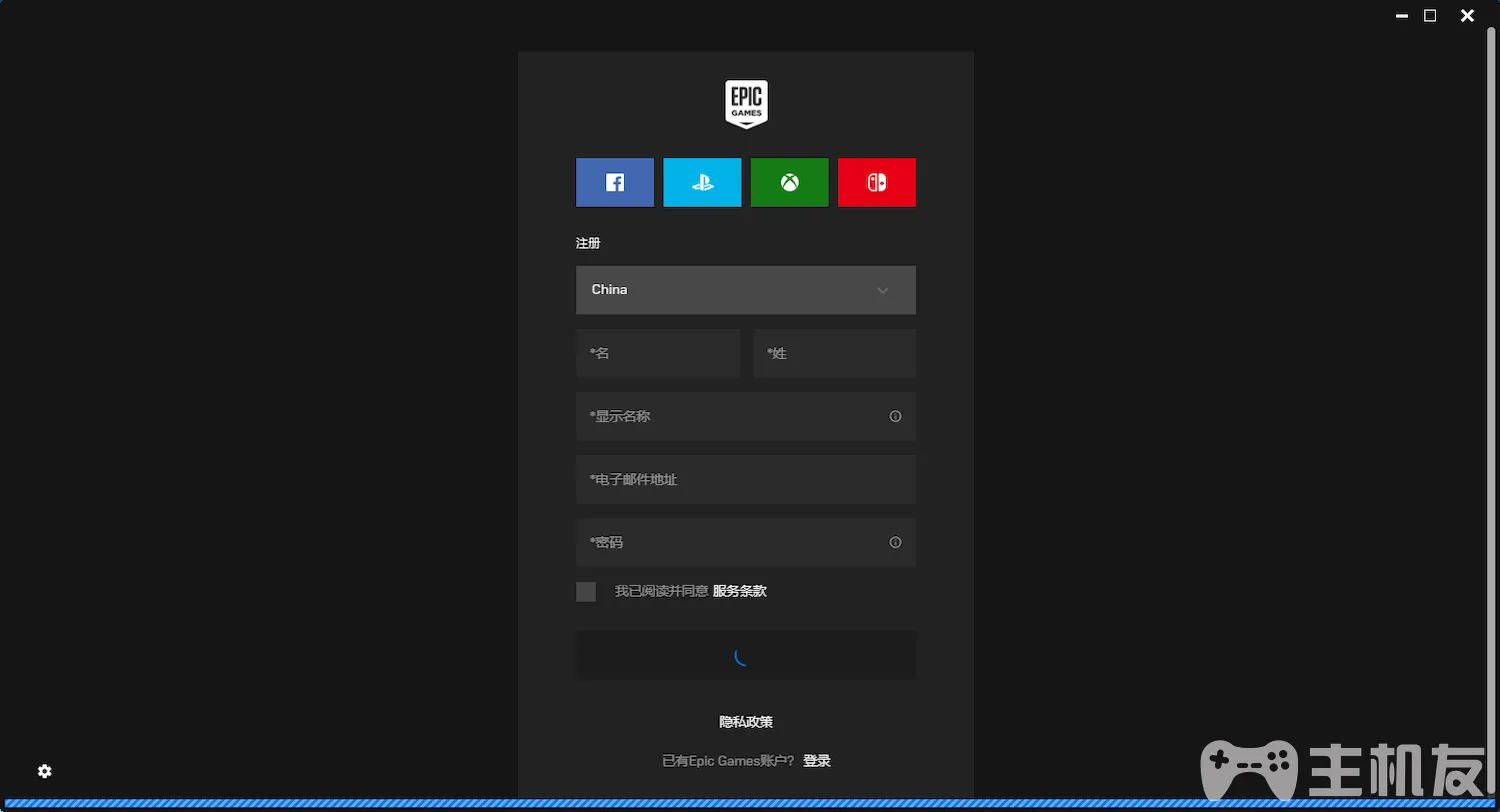 EPIC
GAMES
注册
China
*名 *姓
*显示名称
*电子邮件地址
*密码
我已阅读并同意 服务条款
隐私政策
已有Epic Games账户? 登录
主机友